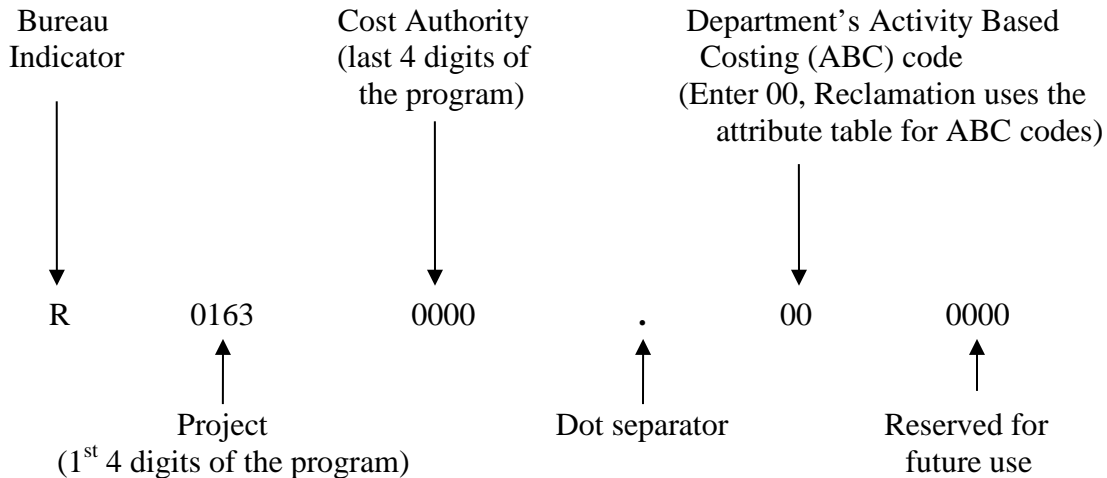 Bureau
Indicator
Cost Authority
(last 4 digits of
the program)
Department’s Activity Based
Costing (ABC) code
(Enter 00, Reclamation uses the
attribute table for ABC codes)
R 0163 0000 . 00 0000
Project
(1st 4 digits of the program)
Dot separator
Reserved for
future use